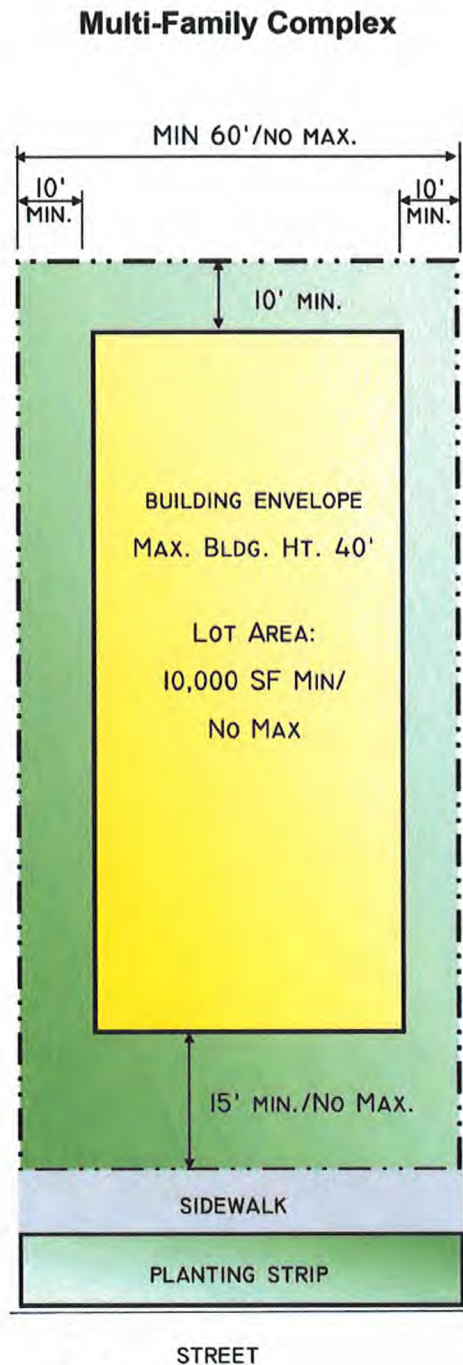 Multi-Family Complex
MIN 60'/NO MAX.
10'
MIN.
10'
MIN.
10' MIN.
BUILDING ENVELOPE
MAX. BLDG. HT. 40'
LOT AREA:
10,000 SF MIN/
NO MAX
15' MIN./NO MAX.
SIDEWALK
PLANTING STRIP
STREET